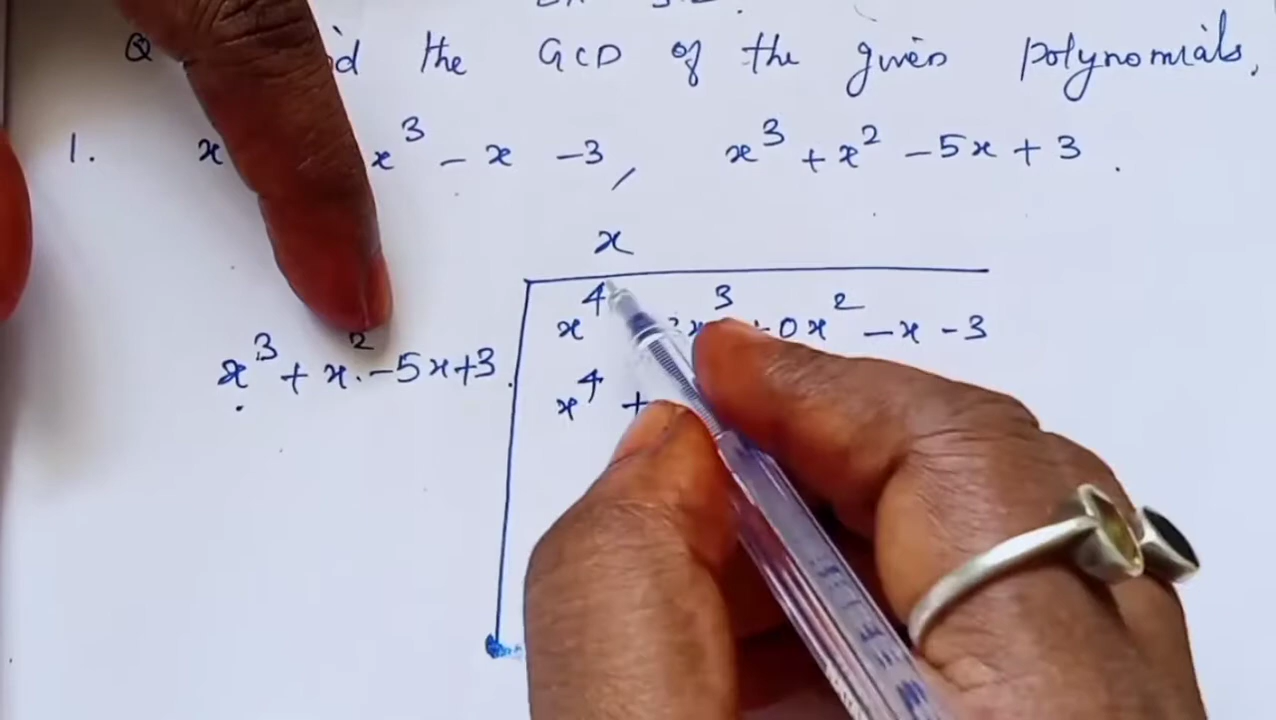 Q d the GCD of the given polynomials,
1. x x³ - x - 3, x³ + x² - 5x + 3.
x
x⁴ 3x³ + 0x² - x - 3
x³ + x² - 5x + 3
x⁴ +